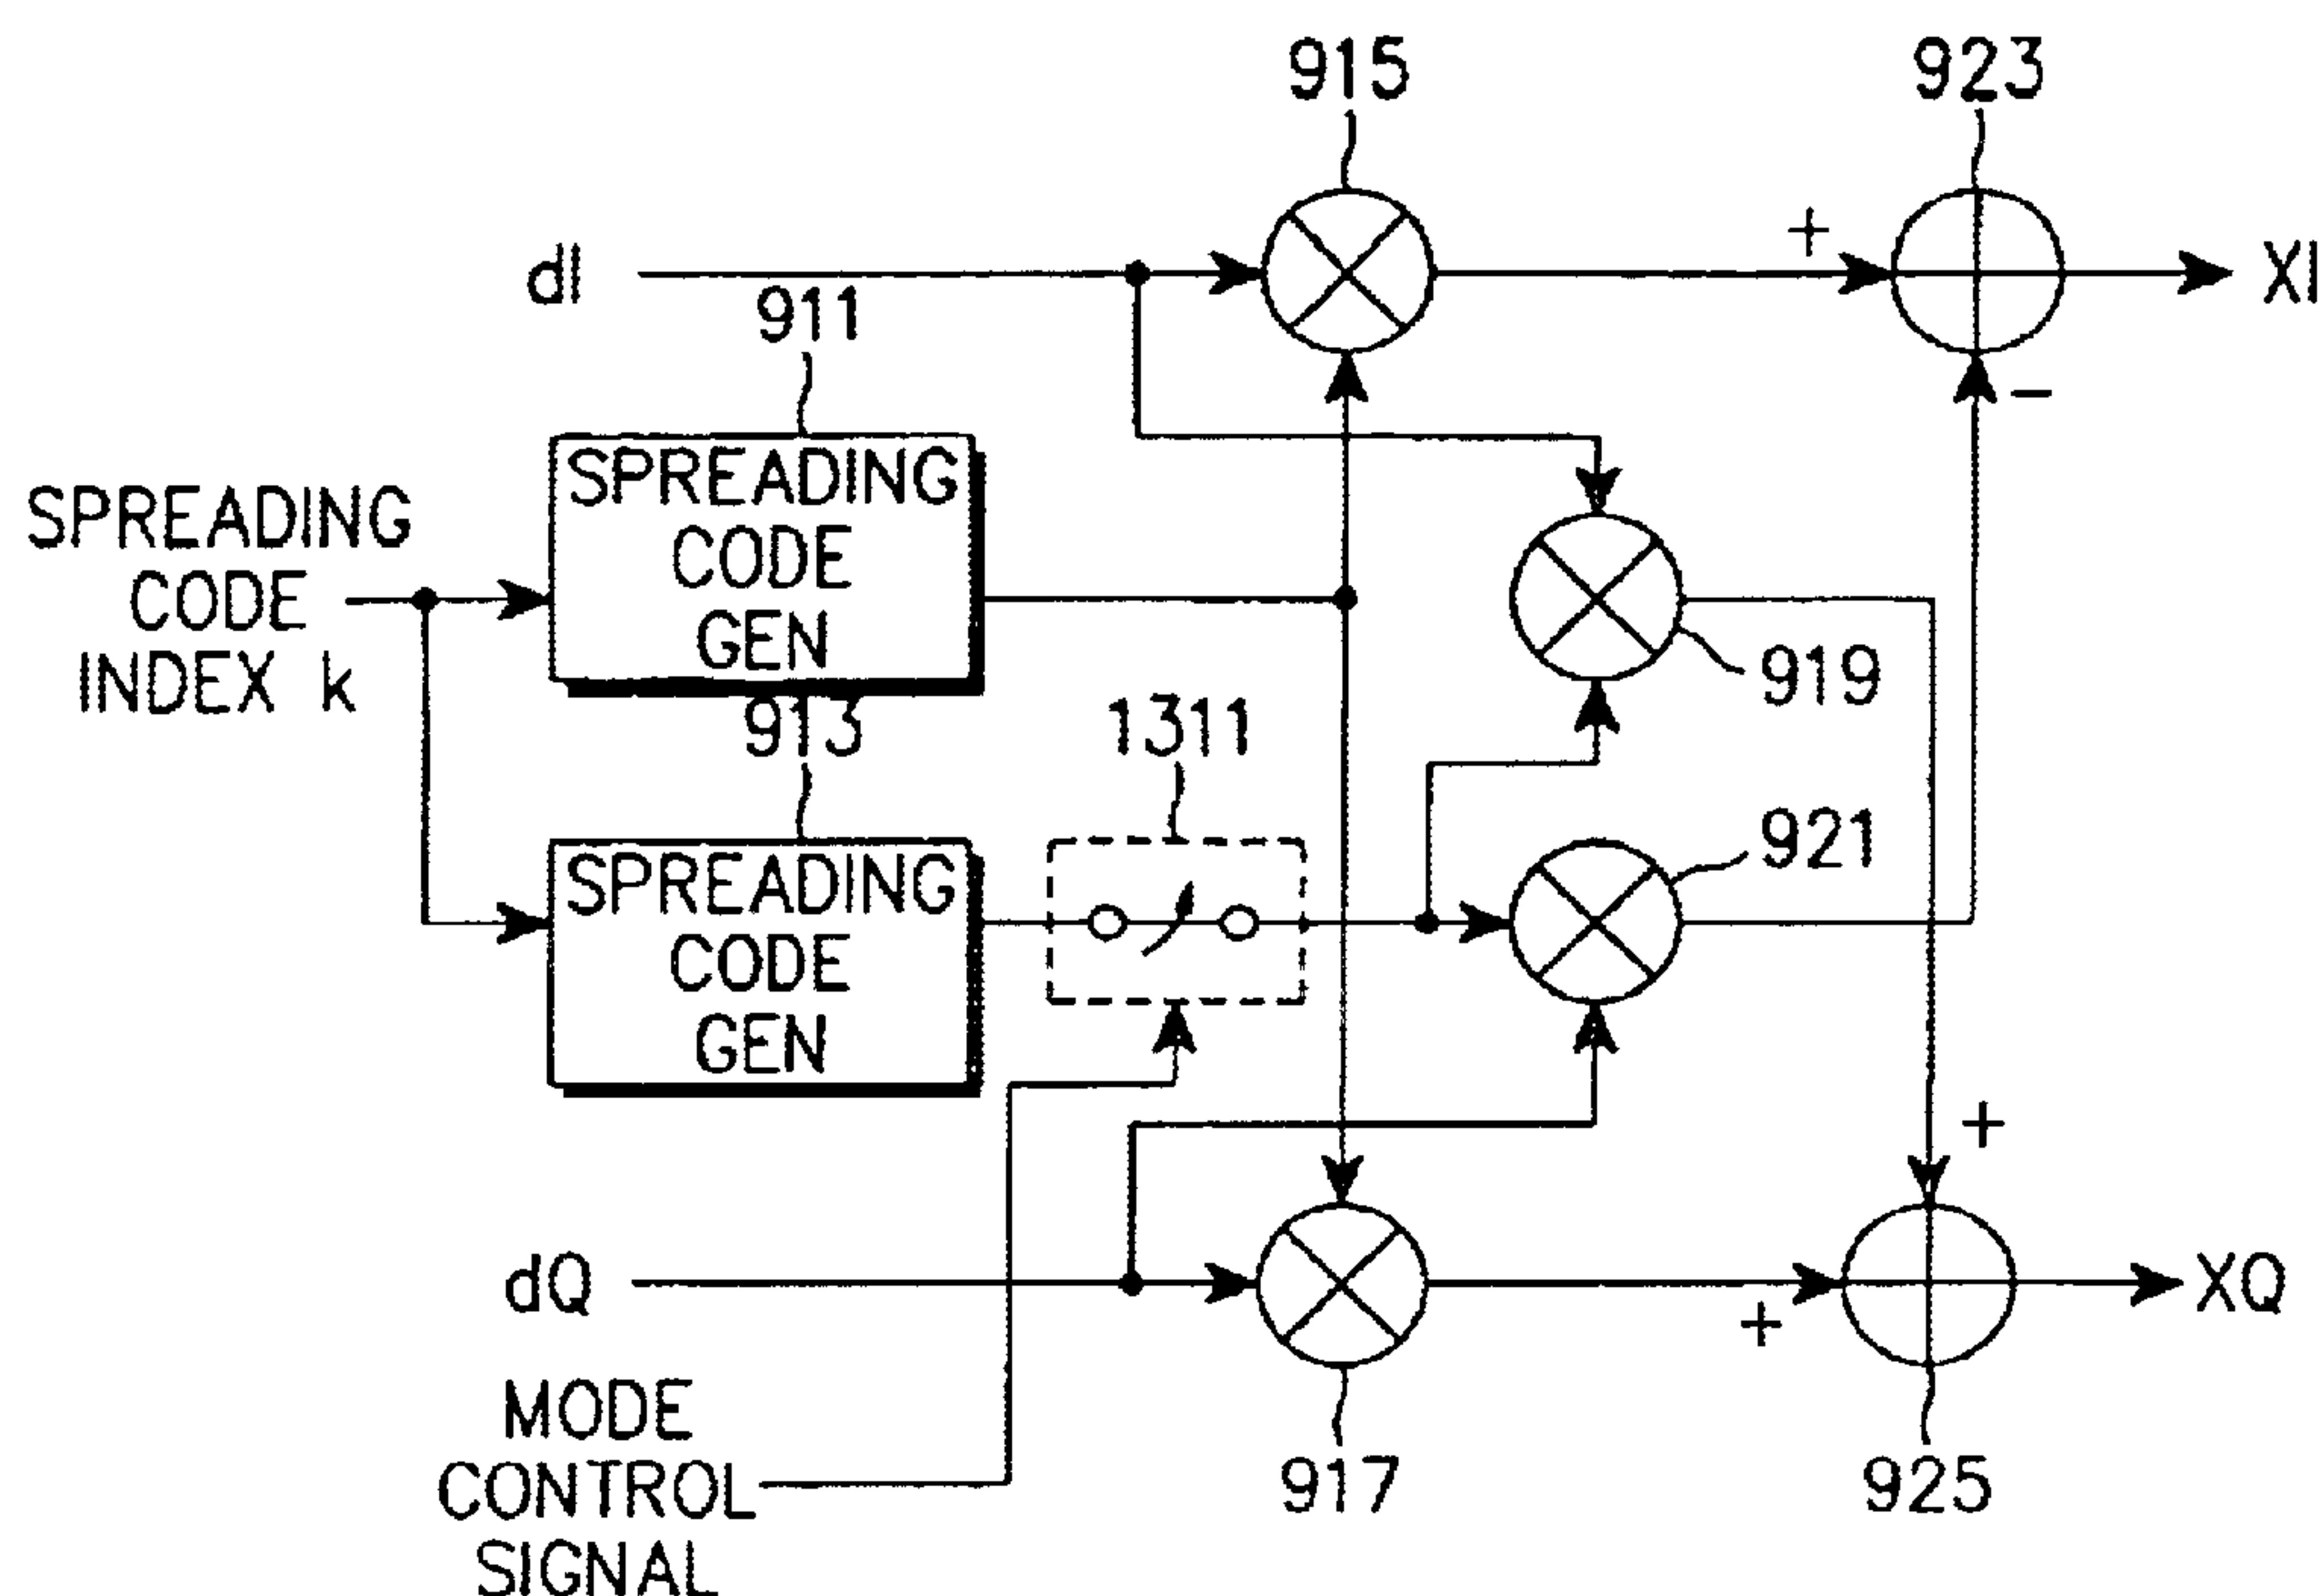 915
923
dI
+
XI
911
SPREADING
CODE
GEN
SPREADING
CODE
INDEX k
−
919
913
1311
921
SPREADING
CODE
GEN
+
dQ
+
XQ
MODE
CONTROL
SIGNAL
917
925